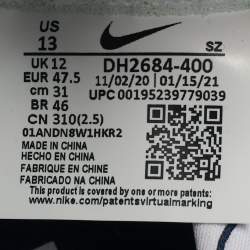 US
13
SZ
UK 12
DH2684-400
EUR 47.5
11/02/20 01/15/21
cm 31
UPC 00195239779039
BR 46
CN 310(2.5)
01ANDN8W1HKR2
MADE IN CHINA
HECHO EN CHINA
FABRIQUÉ EN CHINE
FABRICADO NA CHINA
This product is covered by one or more patents:
www.nike.com/patentsvirtualmarking